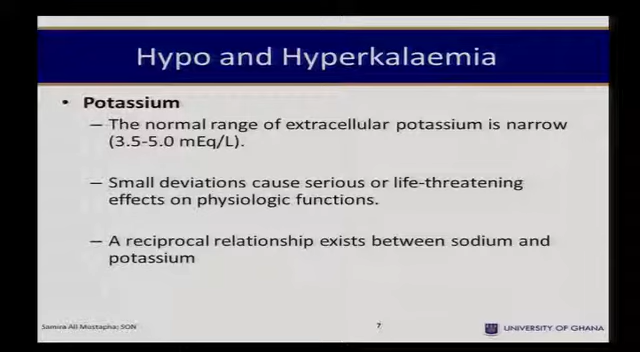 Hypo and Hyperkalaemia
• Potassium
– The normal range of extracellular potassium is narrow
(3.5-5.0 mEq/L).
– Small deviations cause serious or life-threatening
effects on physiologic functions.
– A reciprocal relationship exists between sodium and
potassium
Samira Ali Mustapha: SON
7
UNIVERSITY OF GHANA